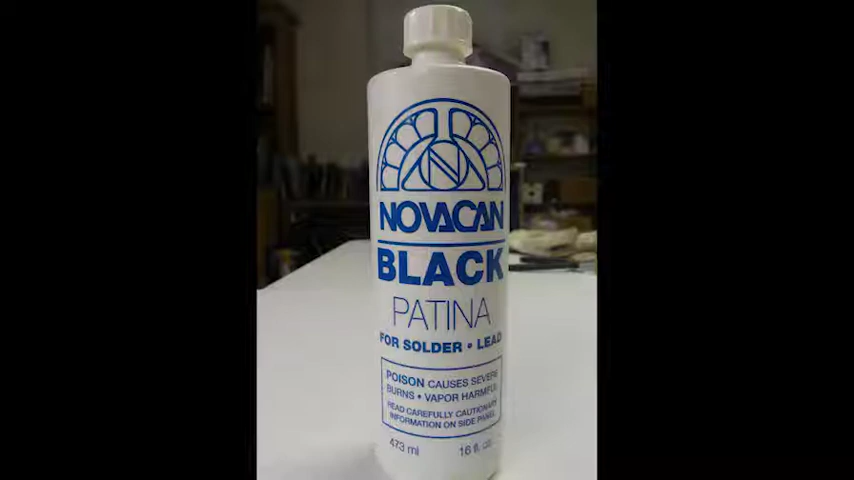 N
NOVACAN
BLACK
PATINA
FOR SOLDER • LEAD
POISON CAUSES SEVERE
BURNS • VAPOR HARMFUL
READ CAREFULLY CAUTIONARY
INFORMATION ON SIDE PANEL
473 ml 16 fl. oz.